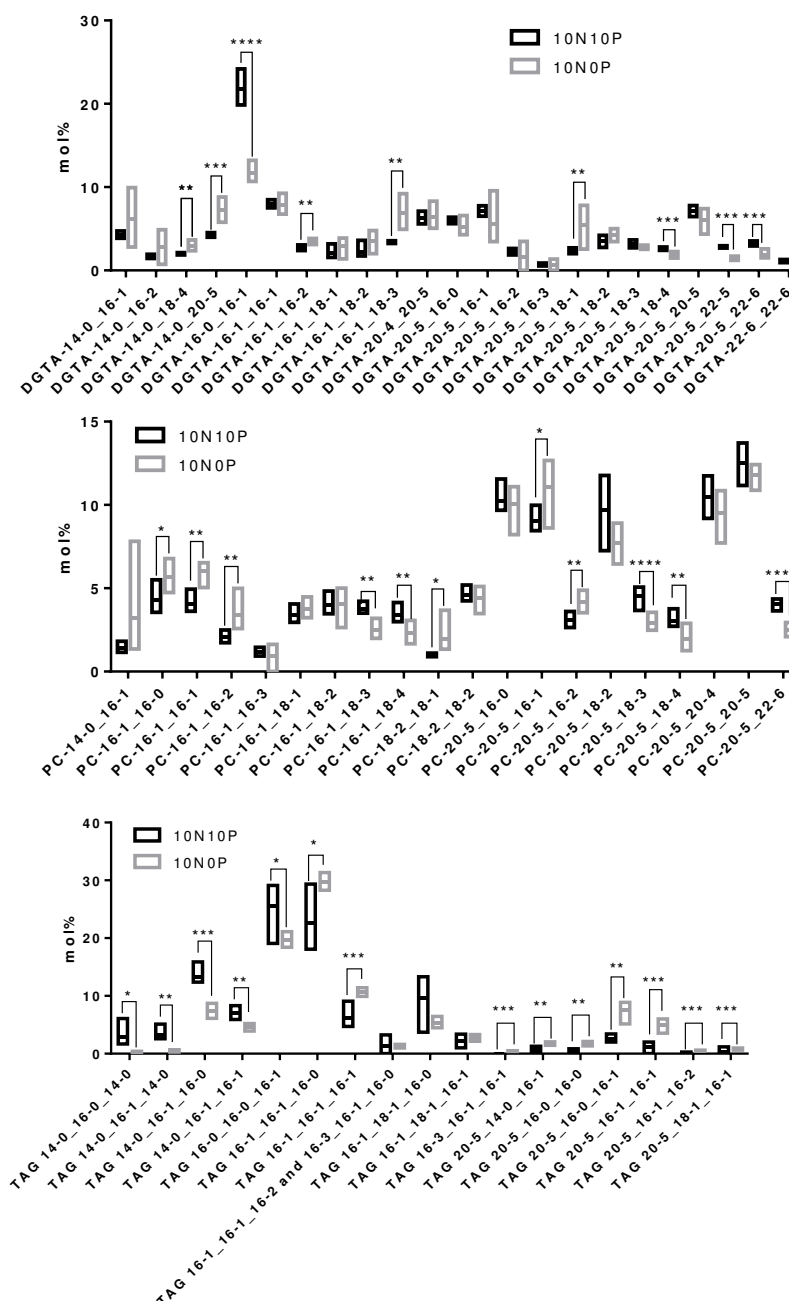 30
20
10
0
mol%
10N10P
10N0P
****
***
**
**
**
**
***
***
***
DGTA-14-0_16-1
DGTA-14-0_16-2
DGTA-14-0_18-4
DGTA-14-0_20-5
DGTA-16-0_16-1
DGTA-16-1_16-1
DGTA-16-1_16-2
DGTA-16-1_18-1
DGTA-16-1_18-2
DGTA-16-1_18-3
DGTA-20-4_20-5
DGTA-20-5_16-0
DGTA-20-5_16-1
DGTA-20-5_16-2
DGTA-20-5_16-3
DGTA-20-5_18-1
DGTA-20-5_18-2
DGTA-20-5_18-3
DGTA-20-5_18-4
DGTA-20-5_20-5
DGTA-20-5_22-5
DGTA-20-5_22-6
DGTA-22-6_22-6
15
10
5
0
mol%
10N10P
10N0P
*
**
**
**
**
*
*
**
****
**
***
PC-14-0_16-1
PC-16-1_16-0
PC-16-1_16-1
PC-16-1_16-2
PC-16-1_16-3
PC-16-1_18-1
PC-16-1_18-2
PC-16-1_18-3
PC-16-1_18-4
PC-18-2_18-1
PC-18-2_18-2
PC-20-5_16-0
PC-20-5_16-1
PC-20-5_16-2
PC-20-5_18-2
PC-20-5_18-3
PC-20-5_18-4
PC-20-5_20-4
PC-20-5_20-5
PC-20-5_22-6
40
30
20
10
0
mol%
10N10P
10N0P
*
**
***
**
*
*
***
***
**
**
**
***
***
***
TAG 14-0_16-0_14-0
TAG 14-0_16-1_14-0
TAG 14-0_16-1_16-0
TAG 14-0_16-1_16-1
TAG 16-0_16-0_16-1
TAG 16-1_16-1_16-0
TAG 16-1_16-1_16-1
TAG 16-1_16-1_16-2 and 16-3_16-1_16-0
TAG 16-1_18-1_16-0
TAG 16-1_18-1_16-1
TAG 16-3_16-1_16-1
TAG 20-5_14-0_16-1
TAG 20-5_16-0_16-0
TAG 20-5_16-0_16-1
TAG 20-5_16-1_16-1
TAG 20-5_16-1_16-2
TAG 20-5_18-1_16-1